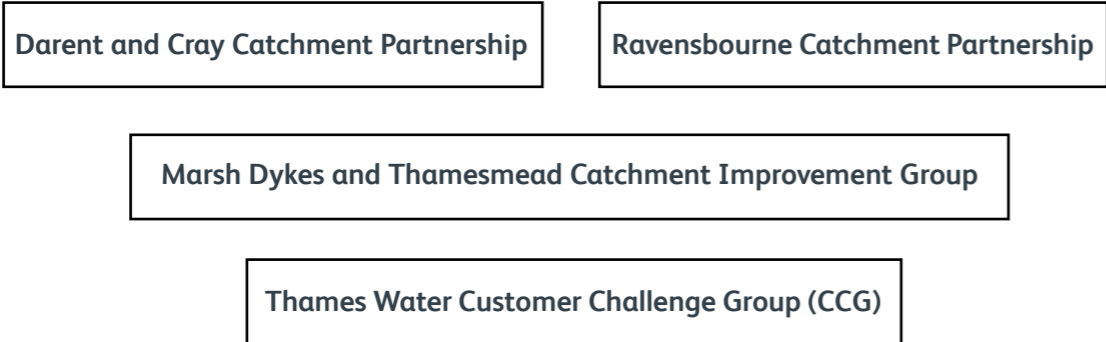 Darent and Cray Catchment Partnership
Ravensbourne Catchment Partnership
Marsh Dykes and Thamesmead Catchment Improvement Group
Thames Water Customer Challenge Group (CCG)